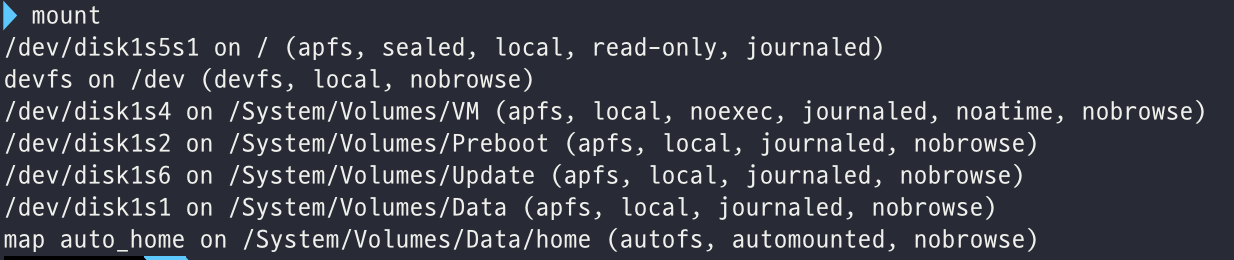 mount
/dev/disk1s5s1 on / (apfs, sealed, local, read-only, journaled)
devfs on /dev (devfs, local, nobrowse)
/dev/disk1s4 on /System/Volumes/VM (apfs, local, noexec, journaled, noatime, nobrowse)
/dev/disk1s2 on /System/Volumes/Preboot (apfs, local, journaled, nobrowse)
/dev/disk1s6 on /System/Volumes/Update (apfs, local, journaled, nobrowse)
/dev/disk1s1 on /System/Volumes/Data (apfs, local, journaled, nobrowse)
map auto_home on /System/Volumes/Data/home (autofs, automounted, nobrowse)